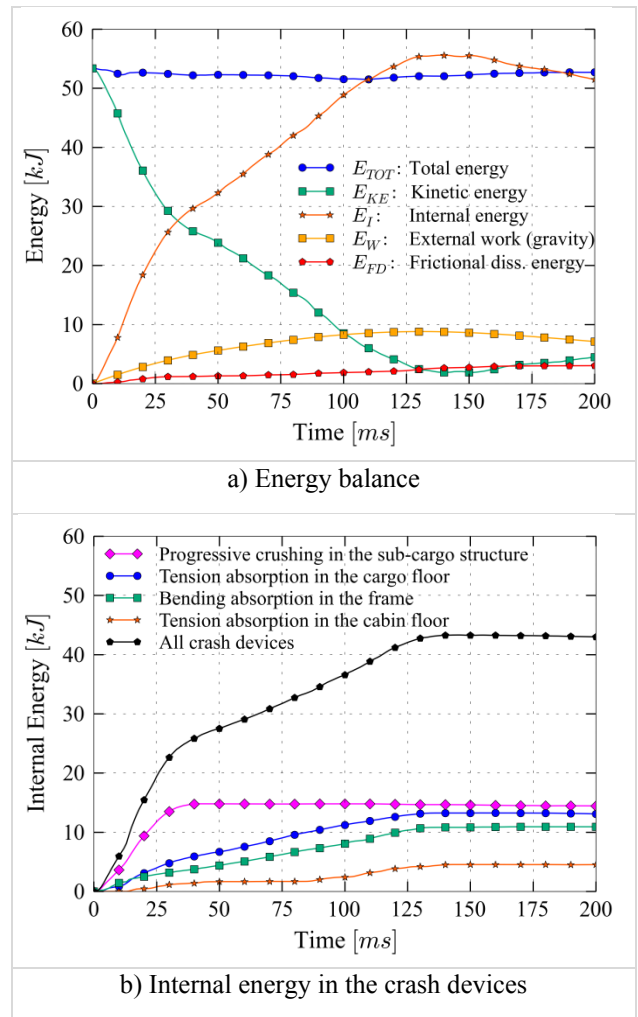 60
50
40
30
20
10
0
Energy [kJ]
E_TOT: Total energy
E_KE: Kinetic energy
E_I: Internal energy
E_W: External work (gravity)
E_FD: Frictional diss. energy
0 25 50 75 100 125 150 175 200
Time [ms]
a) Energy balance
60
50
40
30
20
10
0
Internal Energy [kJ]
Progressive crushing in the sub-cargo structure
Tension absorption in the cargo floor
Bending absorption in the frame
Tension absorption in the cabin floor
All crash devices
0 25 50 75 100 125 150 175 200
Time [ms]
b) Internal energy in the crash devices